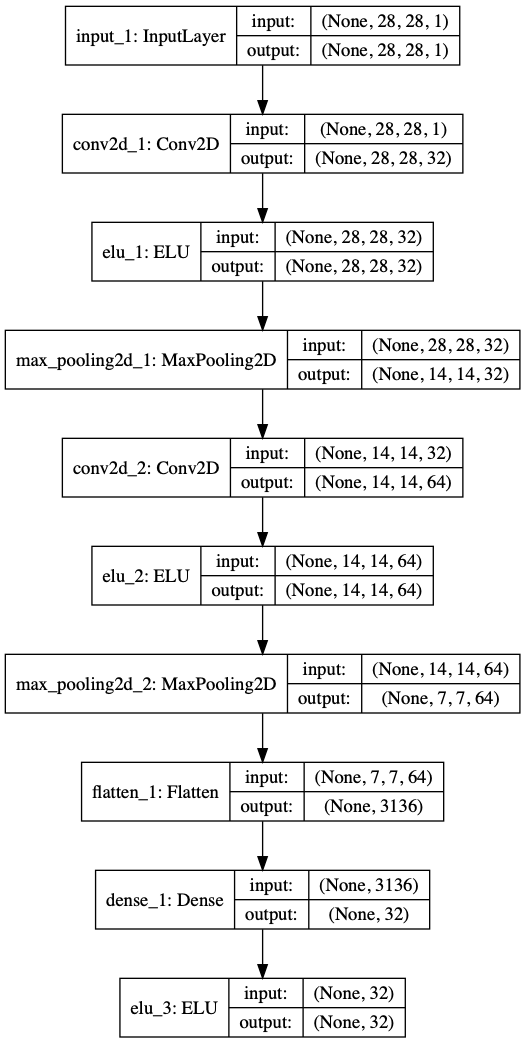 input_1: InputLayer
input: (None, 28, 28, 1)
output: (None, 28, 28, 1)
conv2d_1: Conv2D
input: (None, 28, 28, 1)
output: (None, 28, 28, 32)
elu_1: ELU
input: (None, 28, 28, 32)
output: (None, 28, 28, 32)
max_pooling2d_1: MaxPooling2D
input: (None, 28, 28, 32)
output: (None, 14, 14, 32)
conv2d_2: Conv2D
input: (None, 14, 14, 32)
output: (None, 14, 14, 64)
elu_2: ELU
input: (None, 14, 14, 64)
output: (None, 14, 14, 64)
max_pooling2d_2: MaxPooling2D
input: (None, 14, 14, 64)
output: (None, 7, 7, 64)
flatten_1: Flatten
input: (None, 7, 7, 64)
output: (None, 3136)
dense_1: Dense
input: (None, 3136)
output: (None, 32)
elu_3: ELU
input: (None, 32)
output: (None, 32)